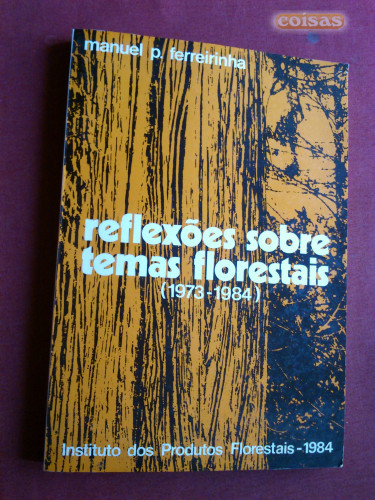 coisas
manuel p. ferreirinha
reflexões sobre
temas florestais
(1973-1984)
Instituto dos Produtos Florestais-1984